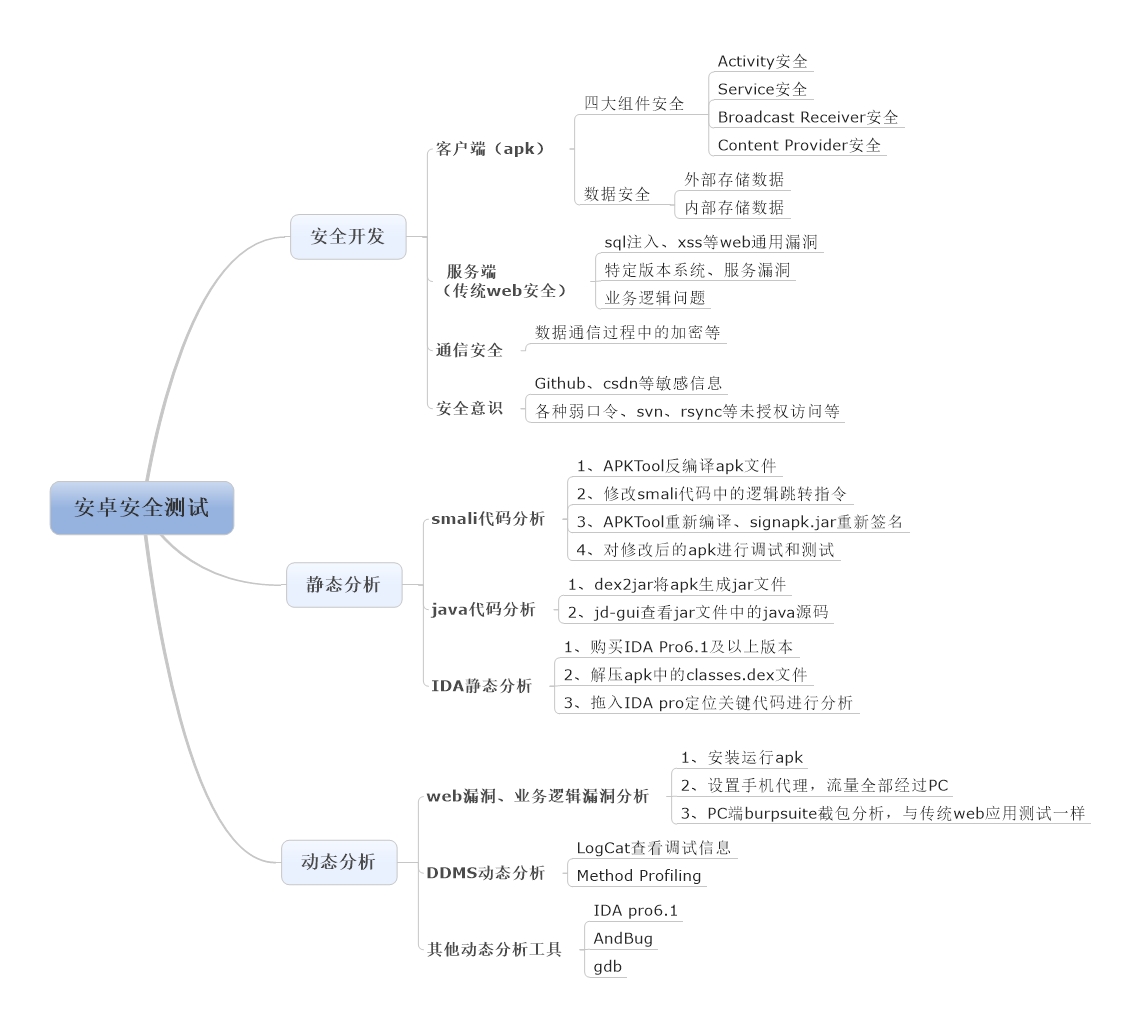 安卓安全测试
安全开发
客户端（apk）
四大组件安全
Activity安全
Service安全
Broadcast Receiver安全
Content Provider安全
数据安全
外部存储数据
内部存储数据
服务端
（传统web安全）
sql注入、xss等web通用漏洞
特定版本系统、服务漏洞
业务逻辑问题
通信安全
数据通信过程中的加密等
安全意识
Github、csdn等敏感信息
各种弱口令、svn、rsync等未授权访问等
静态分析
smali代码分析
1、APKTool反编译apk文件
2、修改smali代码中的逻辑跳转指令
3、APKTool重新编译、signapk.jar重新签名
4、对修改后的apk进行调试和测试
java代码分析
1、dex2jar将apk生成jar文件
2、jd-gui查看jar文件中的java源码
IDA静态分析
1、购买IDA Pro6.1及以上版本
2、解压apk中的classes.dex文件
3、拖入IDA pro定位关键代码进行分析
动态分析
web漏洞、业务逻辑漏洞分析
1、安装运行apk
2、设置手机代理，流量全部经过PC
3、PC端burpsuite截包分析，与传统web应用测试一样
DDMS动态分析
LogCat查看调试信息
Method Profiling
其他动态分析工具
IDA pro6.1
AndBug
gdb